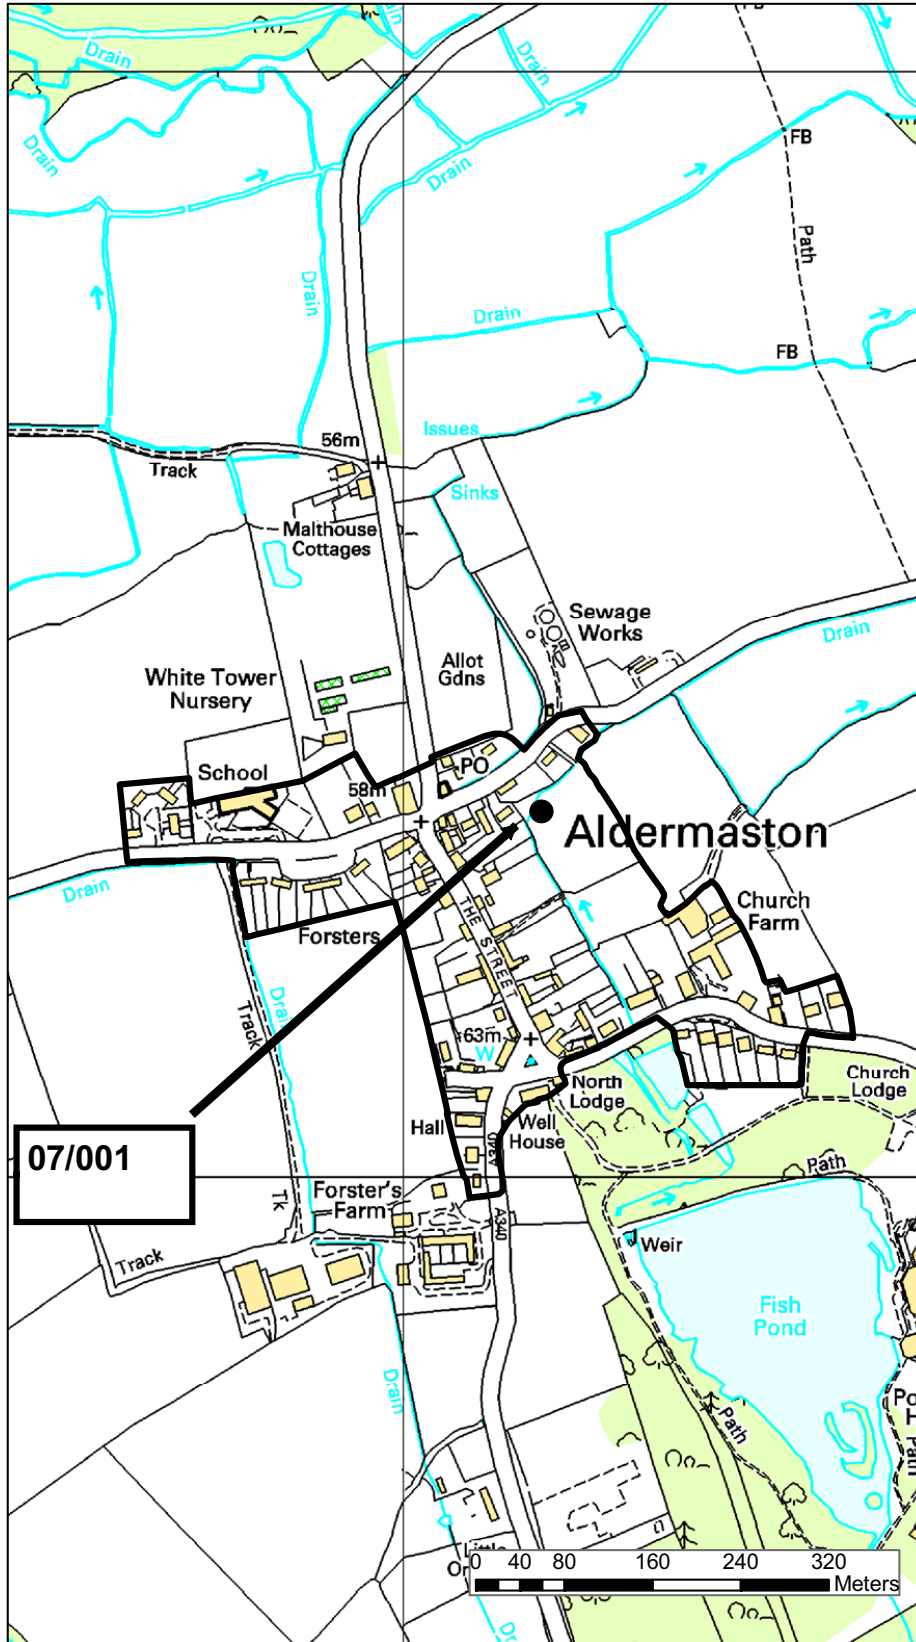 FB
Drain
Drain
Drain
Drain
FB
Path
Drain
Drain
FB
56m
Issues
Track
Sinks
Malthouse
Cottages
Sewage
Works
Drain
Allot
Gdns
White Tower
Nursery
School
PO
58m
Aldermaston
Drain
Church
Farm
Forsters
THE STREET
Track
63m
W
North
Lodge
Church
Lodge
Hall
Well
House
A340
07/001
Path
Forster's
Farm
Tk
A340
Weir
Track
Fish
Pond
Drain
Path
Path
0 40 80 160 240 320
Meters